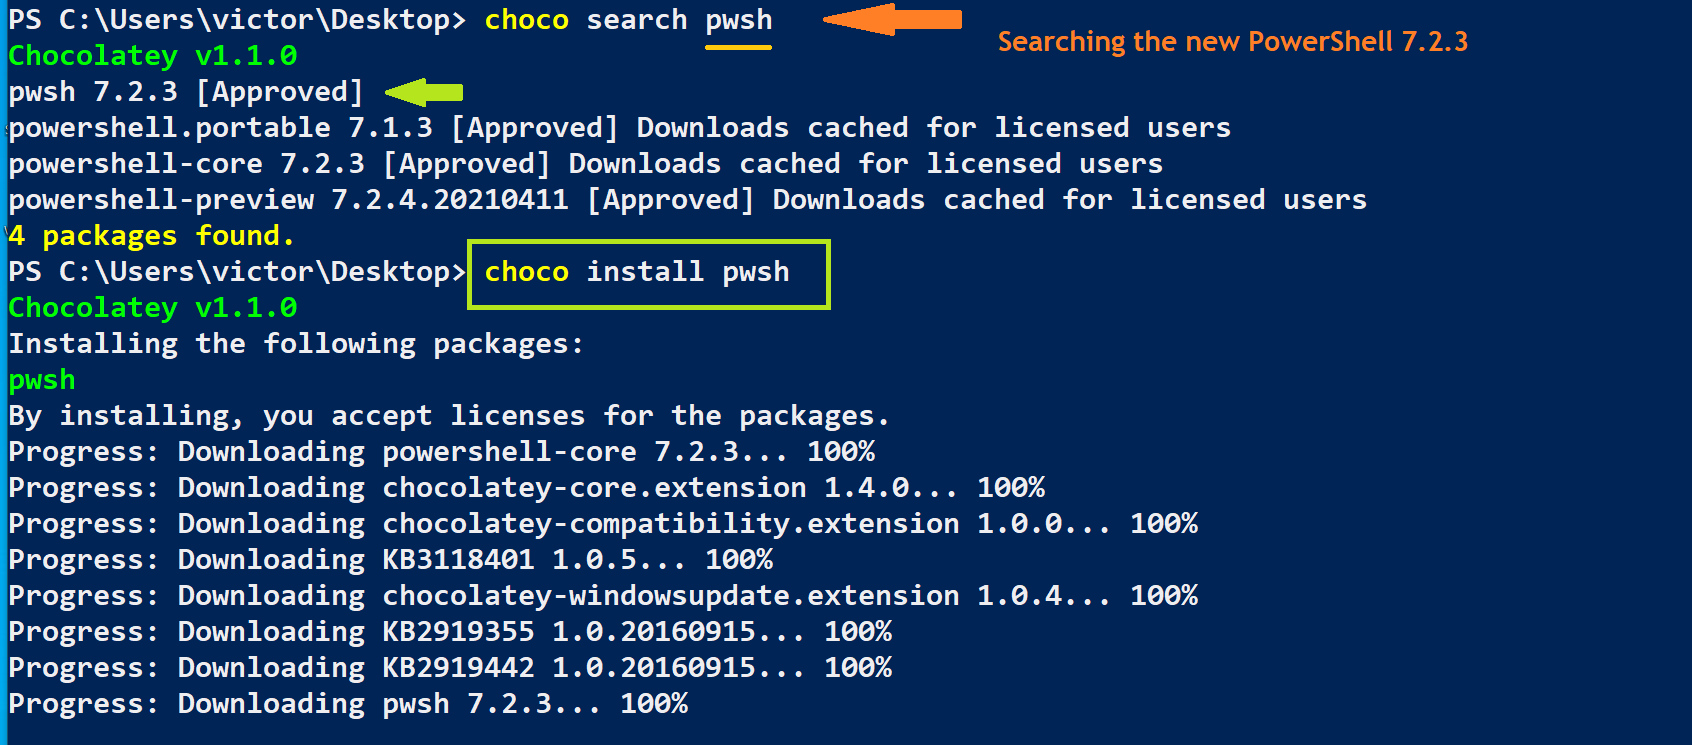 PS C:\Users\victor\Desktop> choco search pwsh
Searching the new PowerShell 7.2.3
Chocolatey v1.1.0
pwsh 7.2.3 [Approved]
powershell.portable 7.1.3 [Approved] Downloads cached for licensed users
powershell-core 7.2.3 [Approved] Downloads cached for licensed users
powershell-preview 7.2.4.20210411 [Approved] Downloads cached for licensed users
4 packages found.
PS C:\Users\victor\Desktop> choco install pwsh
Chocolatey v1.1.0
Installing the following packages:
pwsh
By installing, you accept licenses for the packages.
Progress: Downloading powershell-core 7.2.3... 100%
Progress: Downloading chocolatey-core.extension 1.4.0... 100%
Progress: Downloading chocolatey-compatibility.extension 1.0.0... 100%
Progress: Downloading KB3118401 1.0.5... 100%
Progress: Downloading chocolatey-windowsupdate.extension 1.0.4... 100%
Progress: Downloading KB2919355 1.0.20160915... 100%
Progress: Downloading KB2919442 1.0.20160915... 100%
Progress: Downloading pwsh 7.2.3... 100%